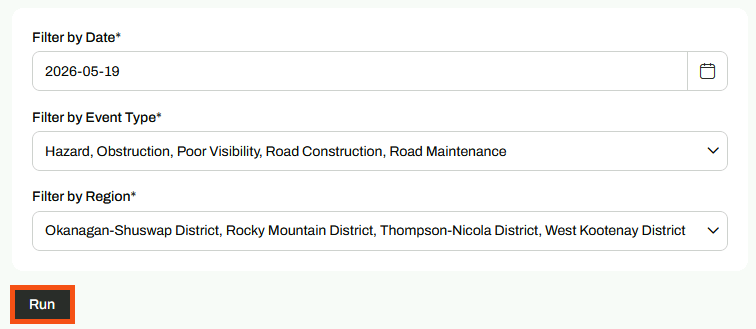 Filter by Date*
2026-05-19
Filter by Event Type*
Hazard, Obstruction, Poor Visibility, Road Construction, Road Maintenance
Filter by Region*
Okanagan-Shuswap District, Rocky Mountain District, Thompson-Nicola District, West Kootenay District
Run